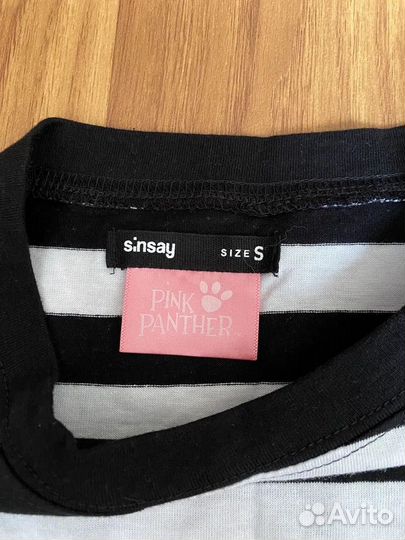 sinsay SIZE S
PINK
PANTHER
Avito